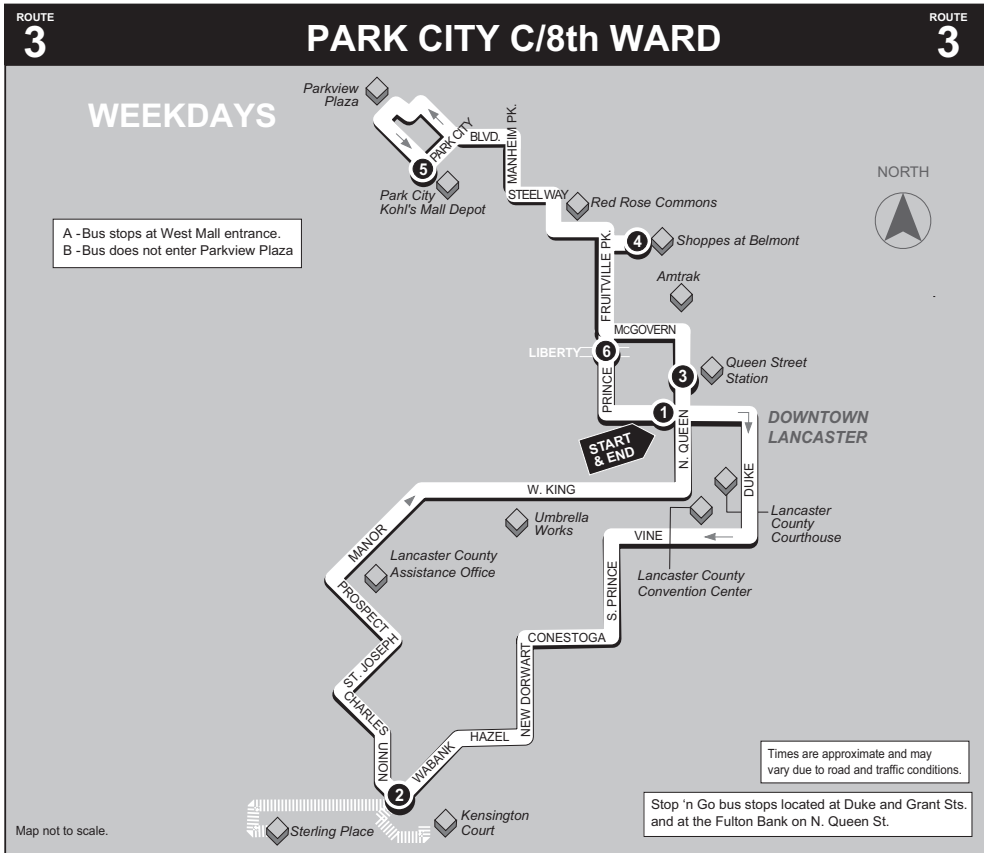 ROUTE
3
PARK CITY C/8th WARD
ROUTE
3
WEEKDAYS
Parkview
Plaza
PARK CITY
BLVD.
MANHEIM PK.
5
Park City
Kohl's Mall Depot
STEEL WAY
Red Rose Commons
NORTH
A -Bus stops at West Mall entrance.
B -Bus does not enter Parkview Plaza
4
Shoppes at Belmont
FRUITVILLE PK.
Amtrak
McGOVERN
LIBERTY
6
3
Queen Street
Station
PRINCE
1
START
& END
N. QUEEN
DOWNTOWN
LANCASTER
DUKE
W. KING
Umbrella
Works
Lancaster
County
Courthouse
VINE
MANOR
Lancaster County
Assistance Office
Lancaster County
Convention Center
S. PRINCE
PROSPECT
CONESTOGA
ST. JOSEPH
NEW DORWART
CHARLES
HAZEL
UNION
WABANK
2
Times are approximate and may
vary due to road and traffic conditions.
Stop 'n Go bus stops located at Duke and Grant Sts.
and at the Fulton Bank on N. Queen St.
Kensington
Court
Sterling Place
Map not to scale.